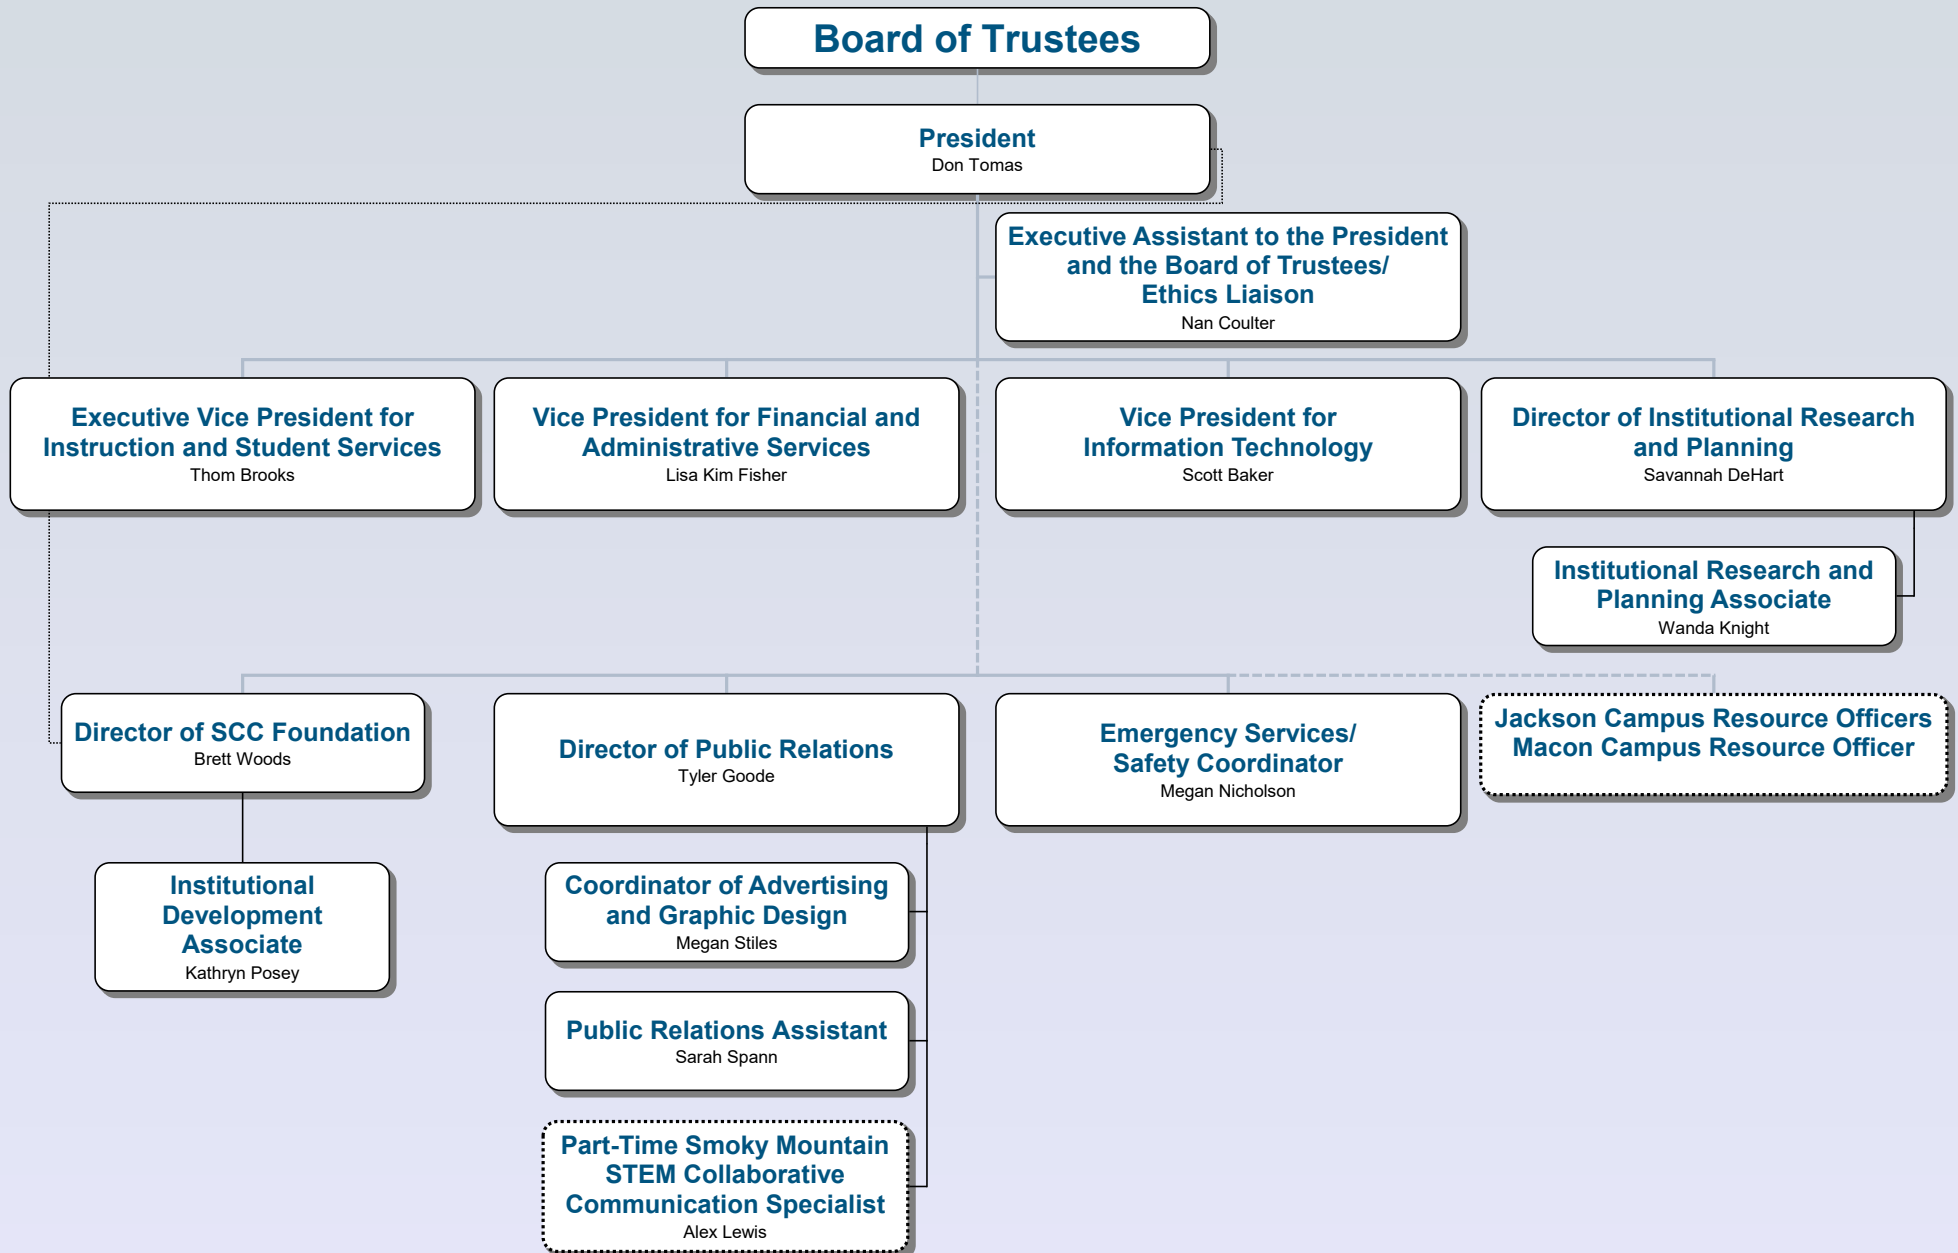 Board of Trustees
President
Don Tomas
Executive Assistant to the President
and the Board of Trustees/
Ethics Liaison
Nan Coulter
Executive Vice President for
Instruction and Student Services
Thom Brooks
Vice President for Financial and
Administrative Services
Lisa Kim Fisher
Vice President for
Information Technology
Scott Baker
Director of Institutional Research
and Planning
Savannah DeHart
Institutional Research and
Planning Associate
Wanda Knight
Director of SCC Foundation
Brett Woods
Director of Public Relations
Tyler Goode
Emergency Services/
Safety Coordinator
Megan Nicholson
Jackson Campus Resource Officers
Macon Campus Resource Officer
Institutional
Development
Associate
Kathryn Posey
Coordinator of Advertising
and Graphic Design
Megan Stiles
Public Relations Assistant
Sarah Spann
Part-Time Smoky Mountain
STEM Collaborative
Communication Specialist
Alex Lewis